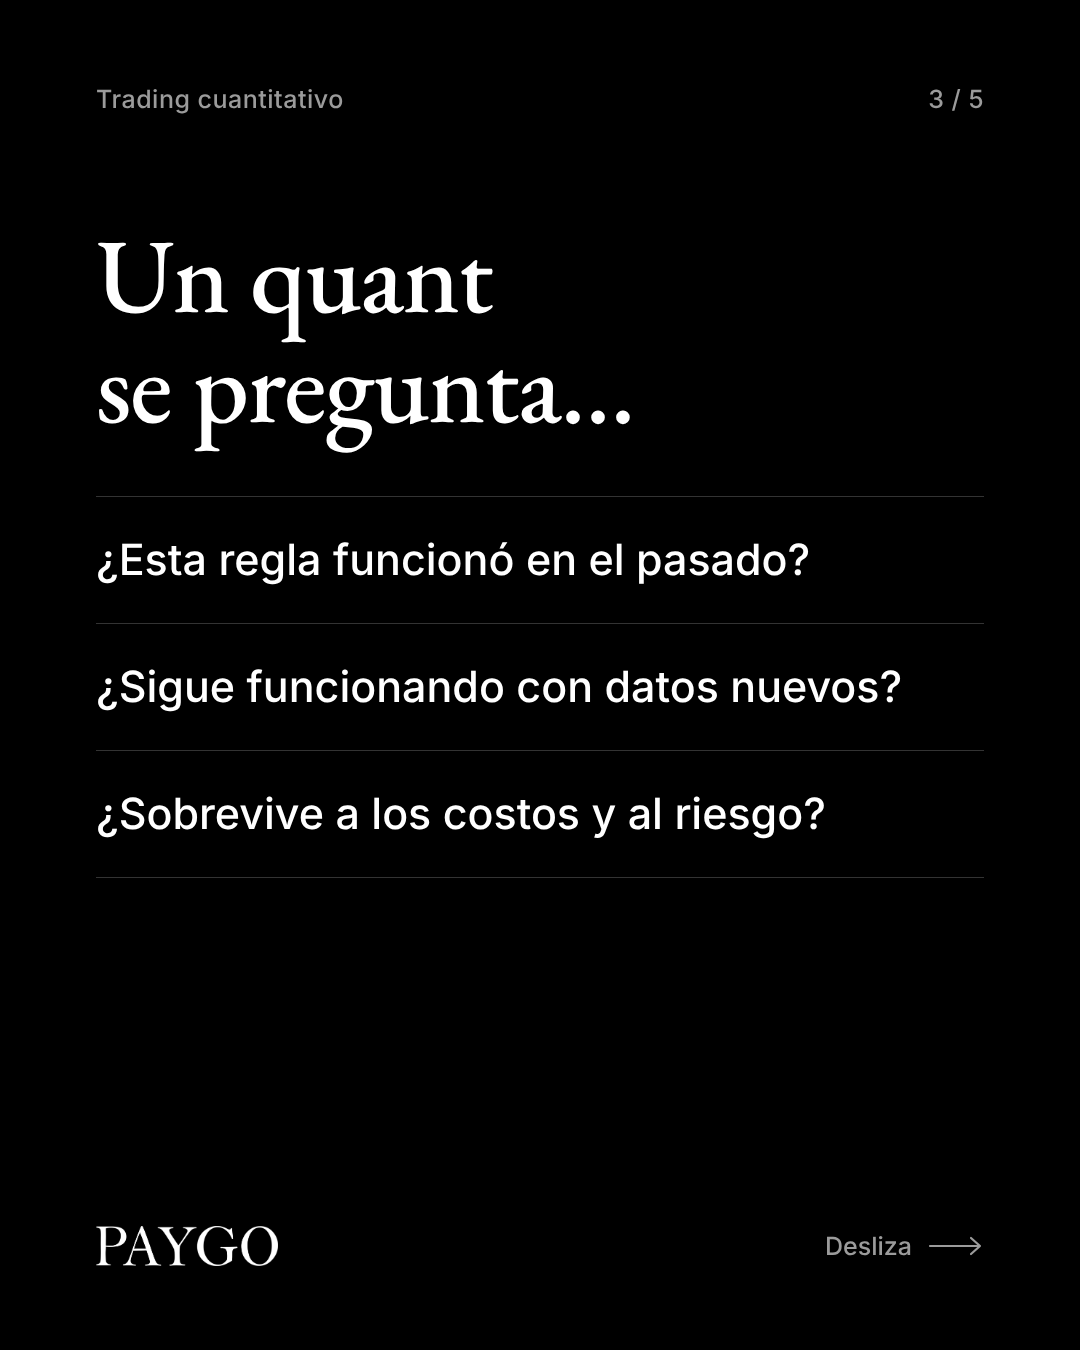 Trading cuantitativo
3 / 5
Un quant
se pregunta...
¿Esta regla funcionó en el pasado?
¿Sigue funcionando con datos nuevos?
¿Sobrevive a los costos y al riesgo?
PAYGO
Desliza